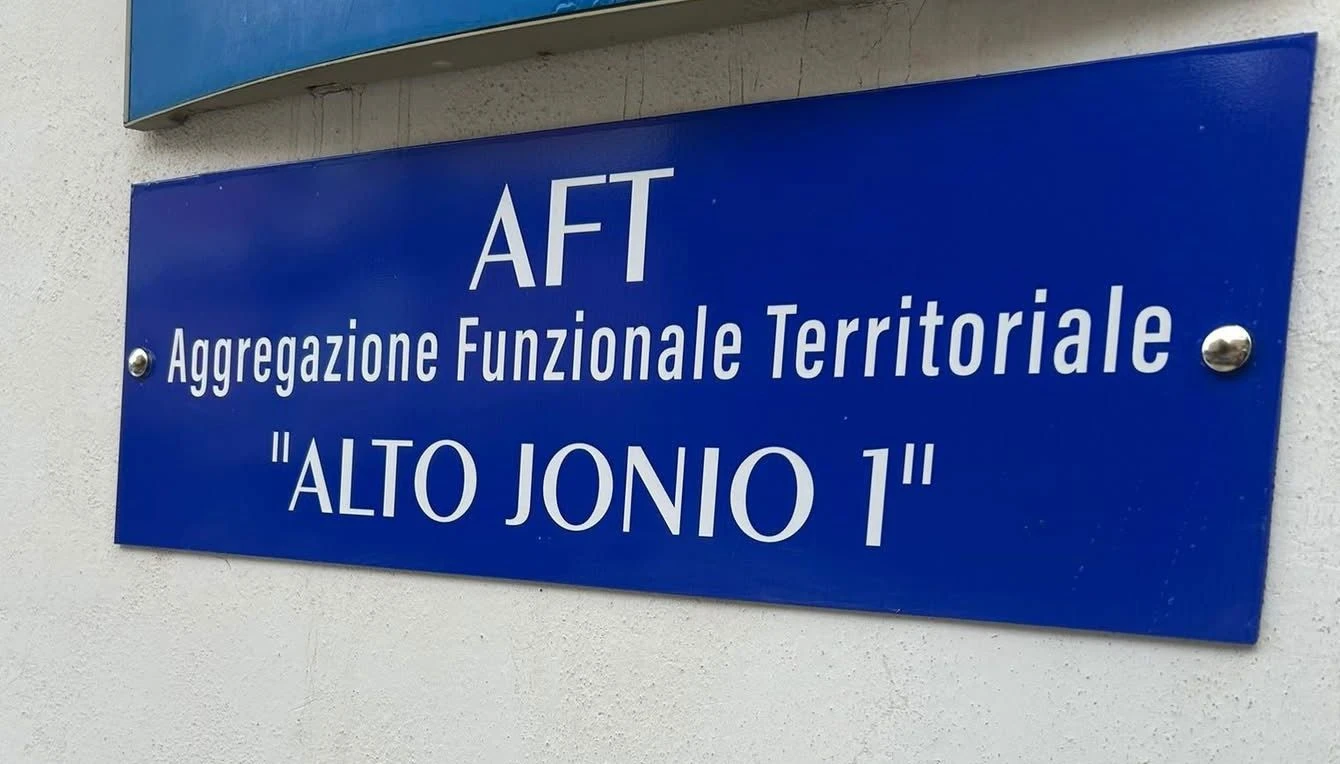 AFT
Aggregazione Funzionale Territoriale
"ALTO JONIO 1"